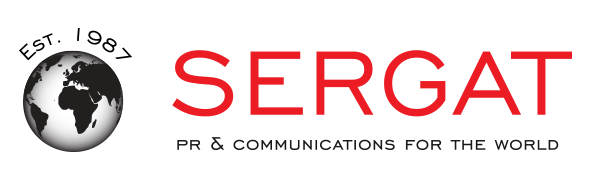 Est. 1987
SERGAT
PR & COMMUNICATIONS FOR THE WORLD